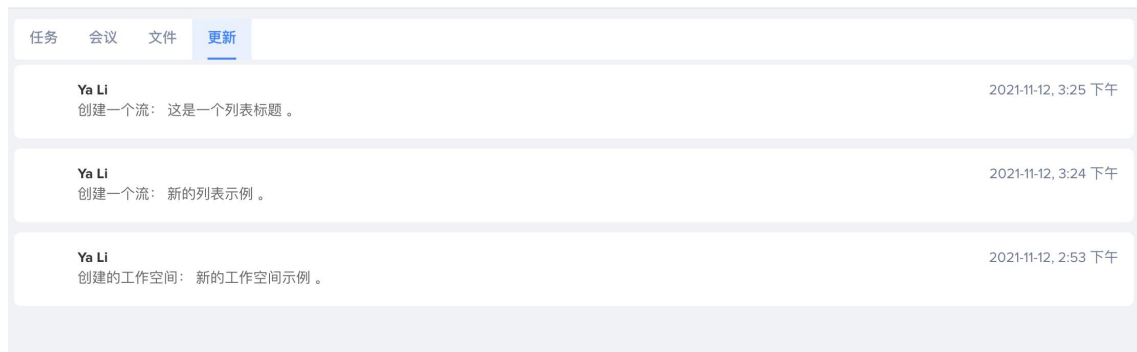 任务 会议 文件 更新
Ya Li 2021-11-12, 3:25 下午
创建一个流： 这是一个列表标题 。
Ya Li 2021-11-12, 3:24 下午
创建一个流： 新的列表示例 。
Ya Li 2021-11-12, 2:53 下午
创建的工作空间： 新的工作空间示例 。